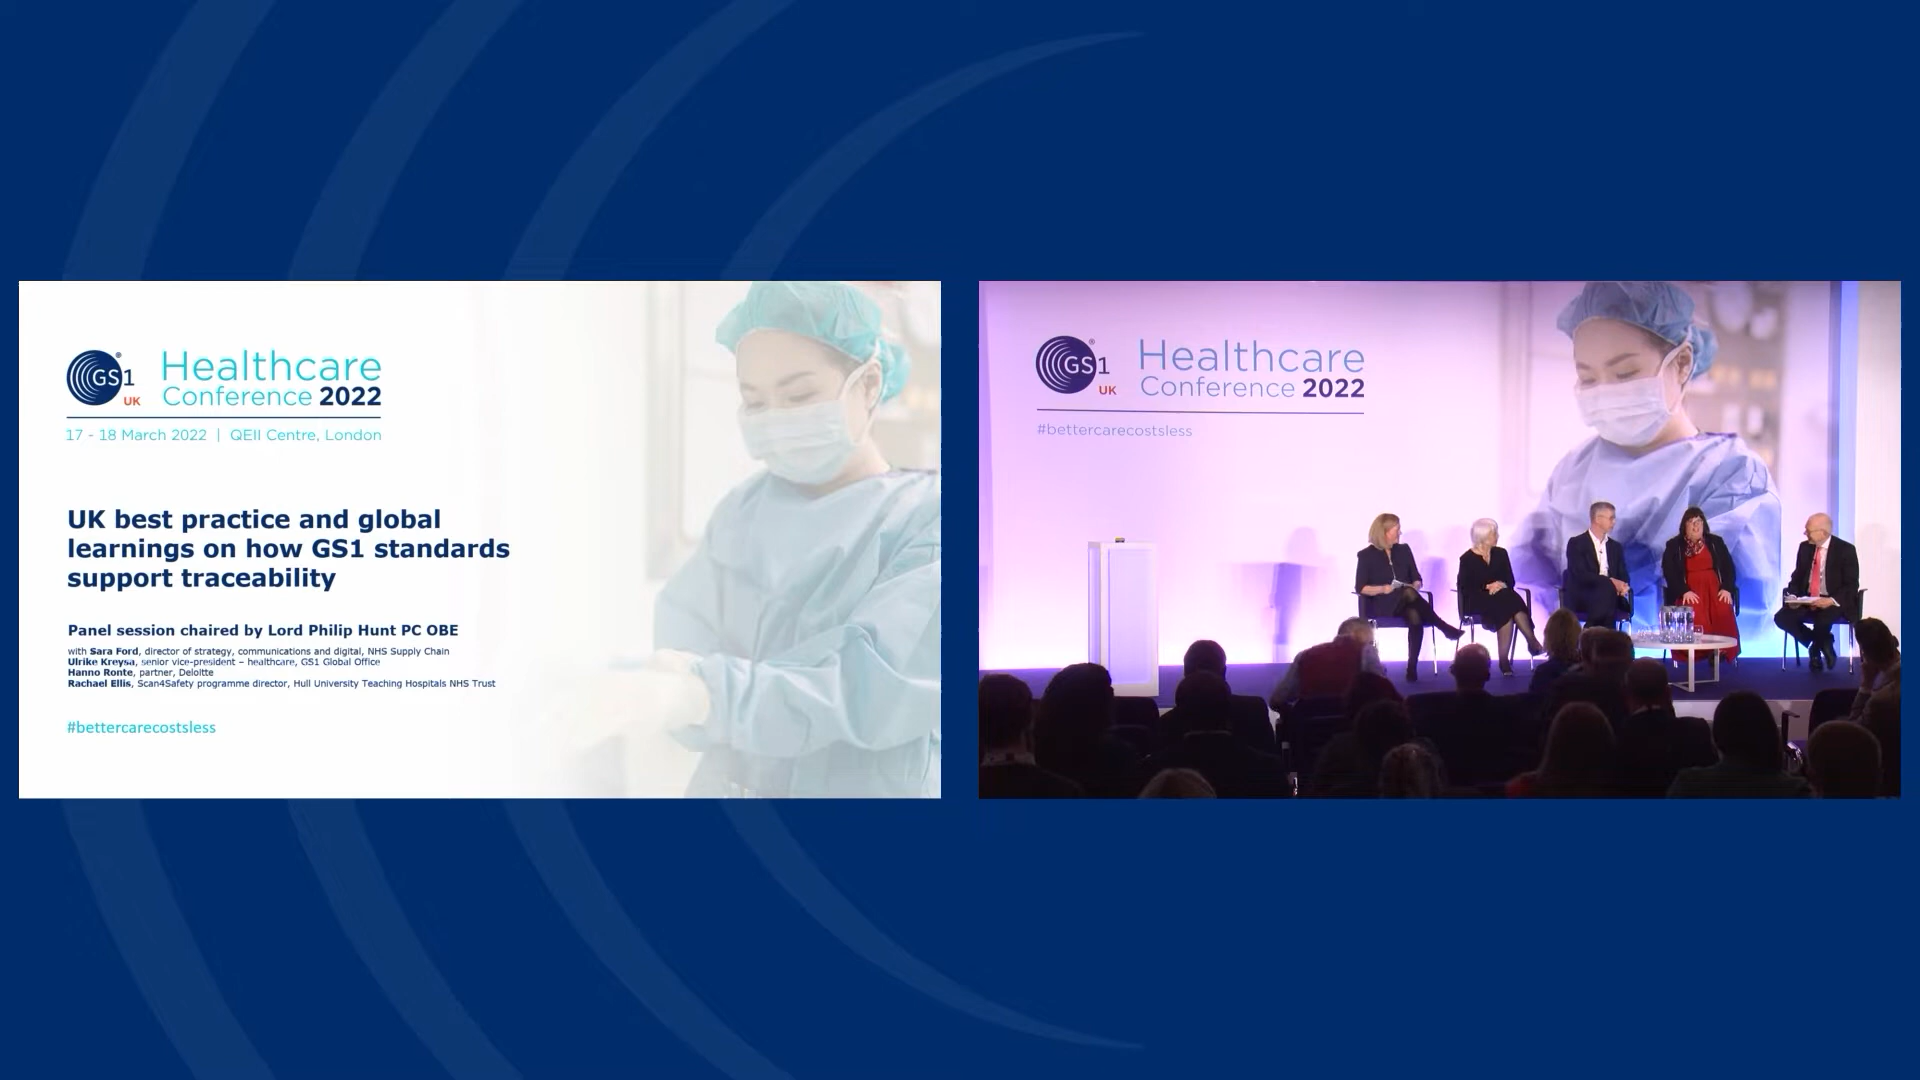 GS1 UK
Healthcare
Conference 2022
17 - 18 March 2022 | QEII Centre, London
UK best practice and global
learnings on how GS1 standards
support traceability
Panel session chaired by Lord Philip Hunt PC OBE
with Sara Ford, director of strategy, communications and digital, NHS Supply Chain
Ulrike Kreysa, senior vice-president – healthcare, GS1 Global Office
Hanno Ronte, partner, Deloitte
Rachael Ellis, Scan4Safety programme director, Hull University Teaching Hospitals NHS Trust
#bettercarecostsless
GS1 UK
Healthcare
Conference 2022
#bettercarecostsless